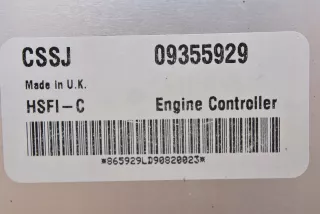 CSSJ 09355929
Made in U.K.
HSFI-C Engine Controller
*865929LD90820023*